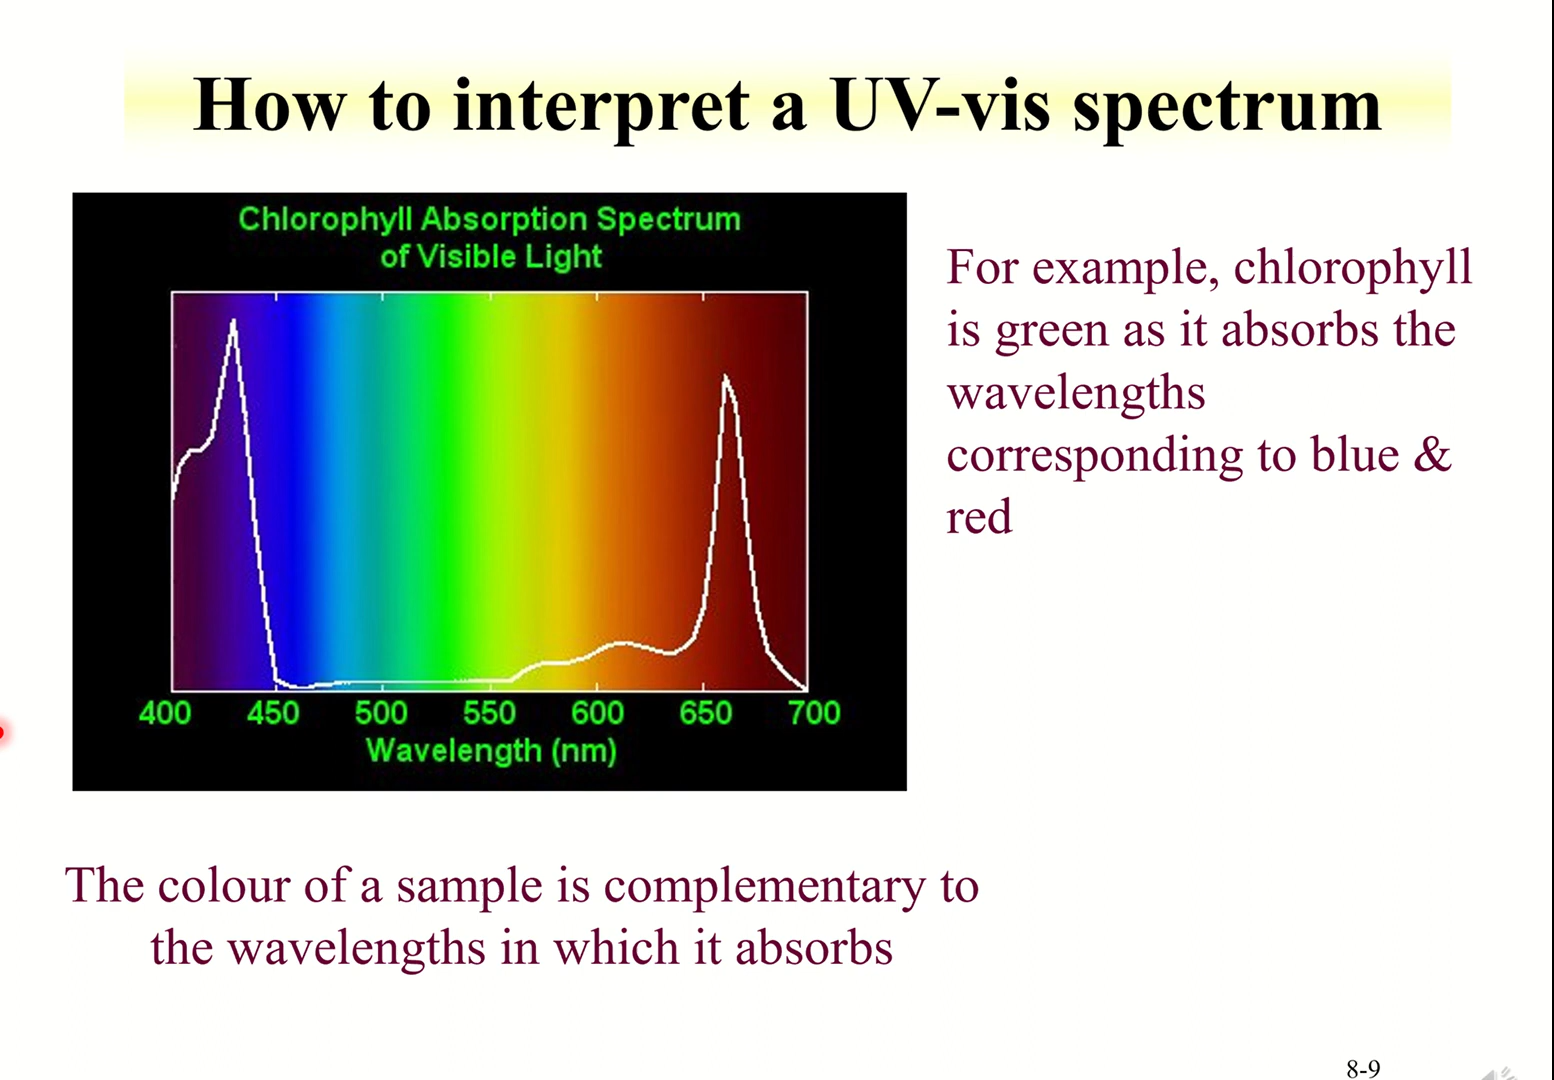 How to interpret a UV-vis spectrum
Chlorophyll Absorption Spectrum
of Visible Light
400 450 500 550 600 650 700
Wavelength (nm)
For example, chlorophyll
is green as it absorbs the
wavelengths
corresponding to blue &
red
The colour of a sample is complementary to
the wavelengths in which it absorbs
8-9